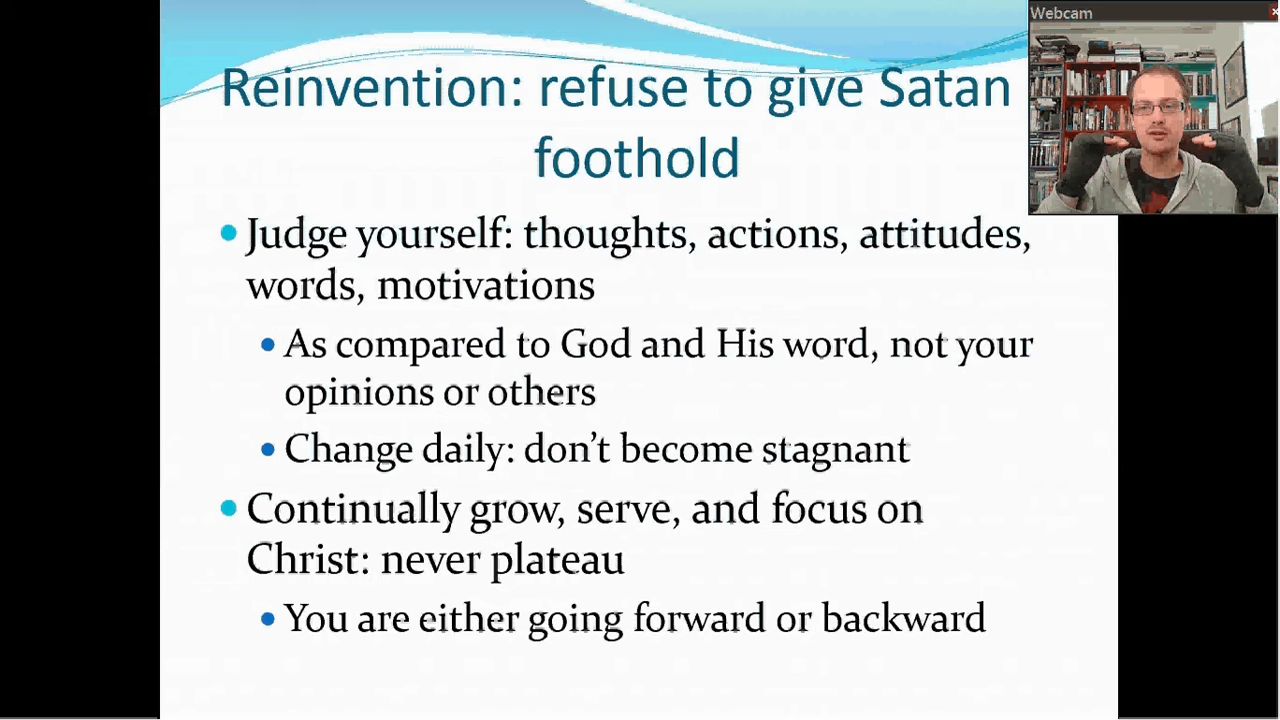 Webcam
Reinvention: refuse to give Satan
foothold
• Judge yourself: thoughts, actions, attitudes,
words, motivations
• As compared to God and His word, not your
opinions or others
• Change daily: don't become stagnant
• Continually grow, serve, and focus on
Christ: never plateau
• You are either going forward or backward